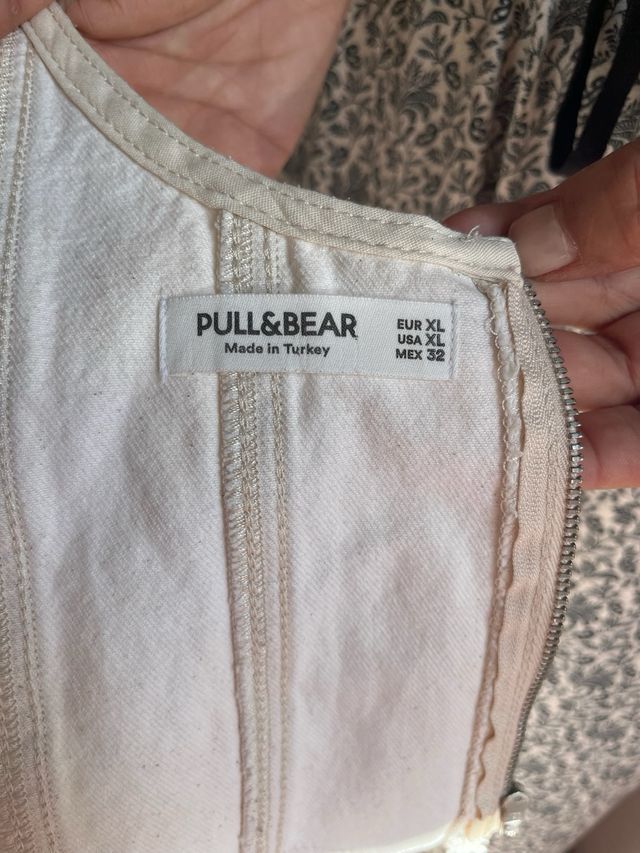 PULL&BEAR
Made in Turkey
EUR XL
USA XL
MEX 32